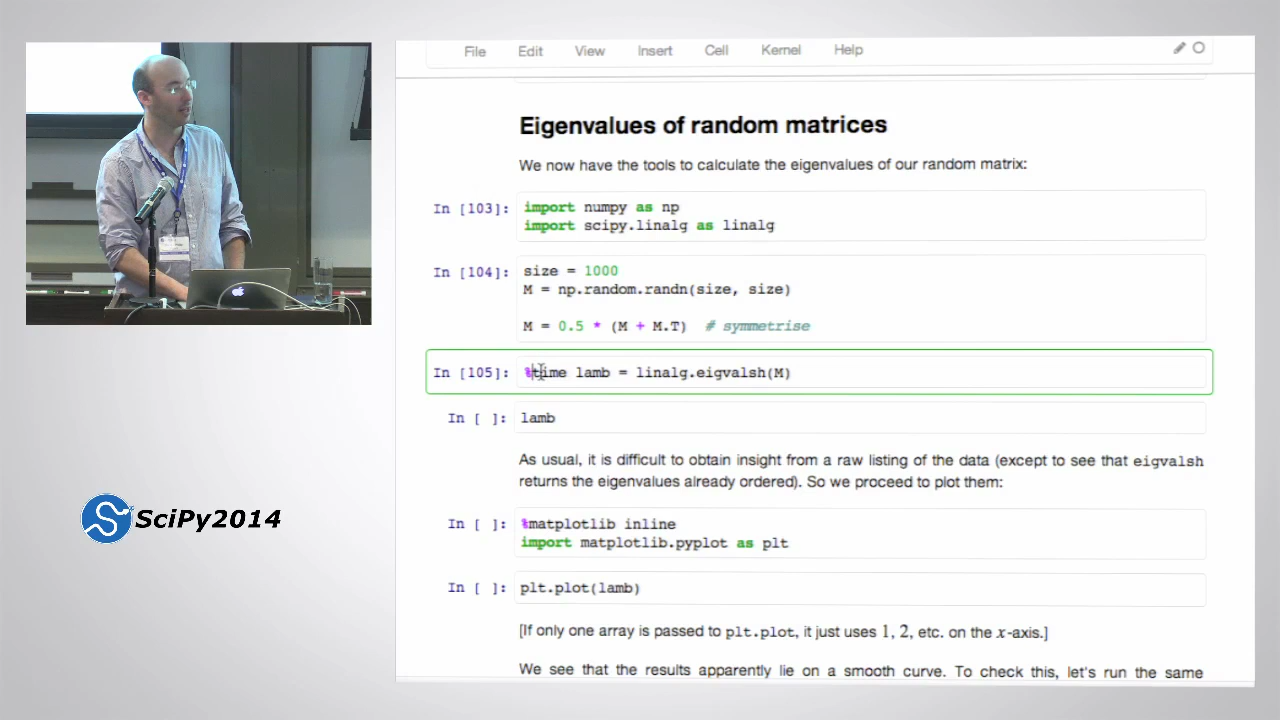 File Edit View Insert Cell Kernel Help
Eigenvalues of random matrices
We now have the tools to calculate the eigenvalues of our random matrix:
In [103]: import numpy as np
import scipy.linalg as linalg
In [104]: size = 1000
M = np.random.randn(size, size)
M = 0.5 * (M + M.T)  # symmetrise
In [105]: %time lamb = linalg.eigvalsh(M)
In [ ]: lamb
As usual, it is difficult to obtain insight from a raw listing of the data (except to see that eigvalsh
returns the eigenvalues already ordered). So we proceed to plot them:
In [ ]: %matplotlib inline
import matplotlib.pyplot as plt
In [ ]: plt.plot(lamb)
[If only one array is passed to plt.plot, it just uses 1, 2, etc. on the x-axis.]
We see that the results apparently lie on a smooth curve. To check this, let's run the same
SciPy2014